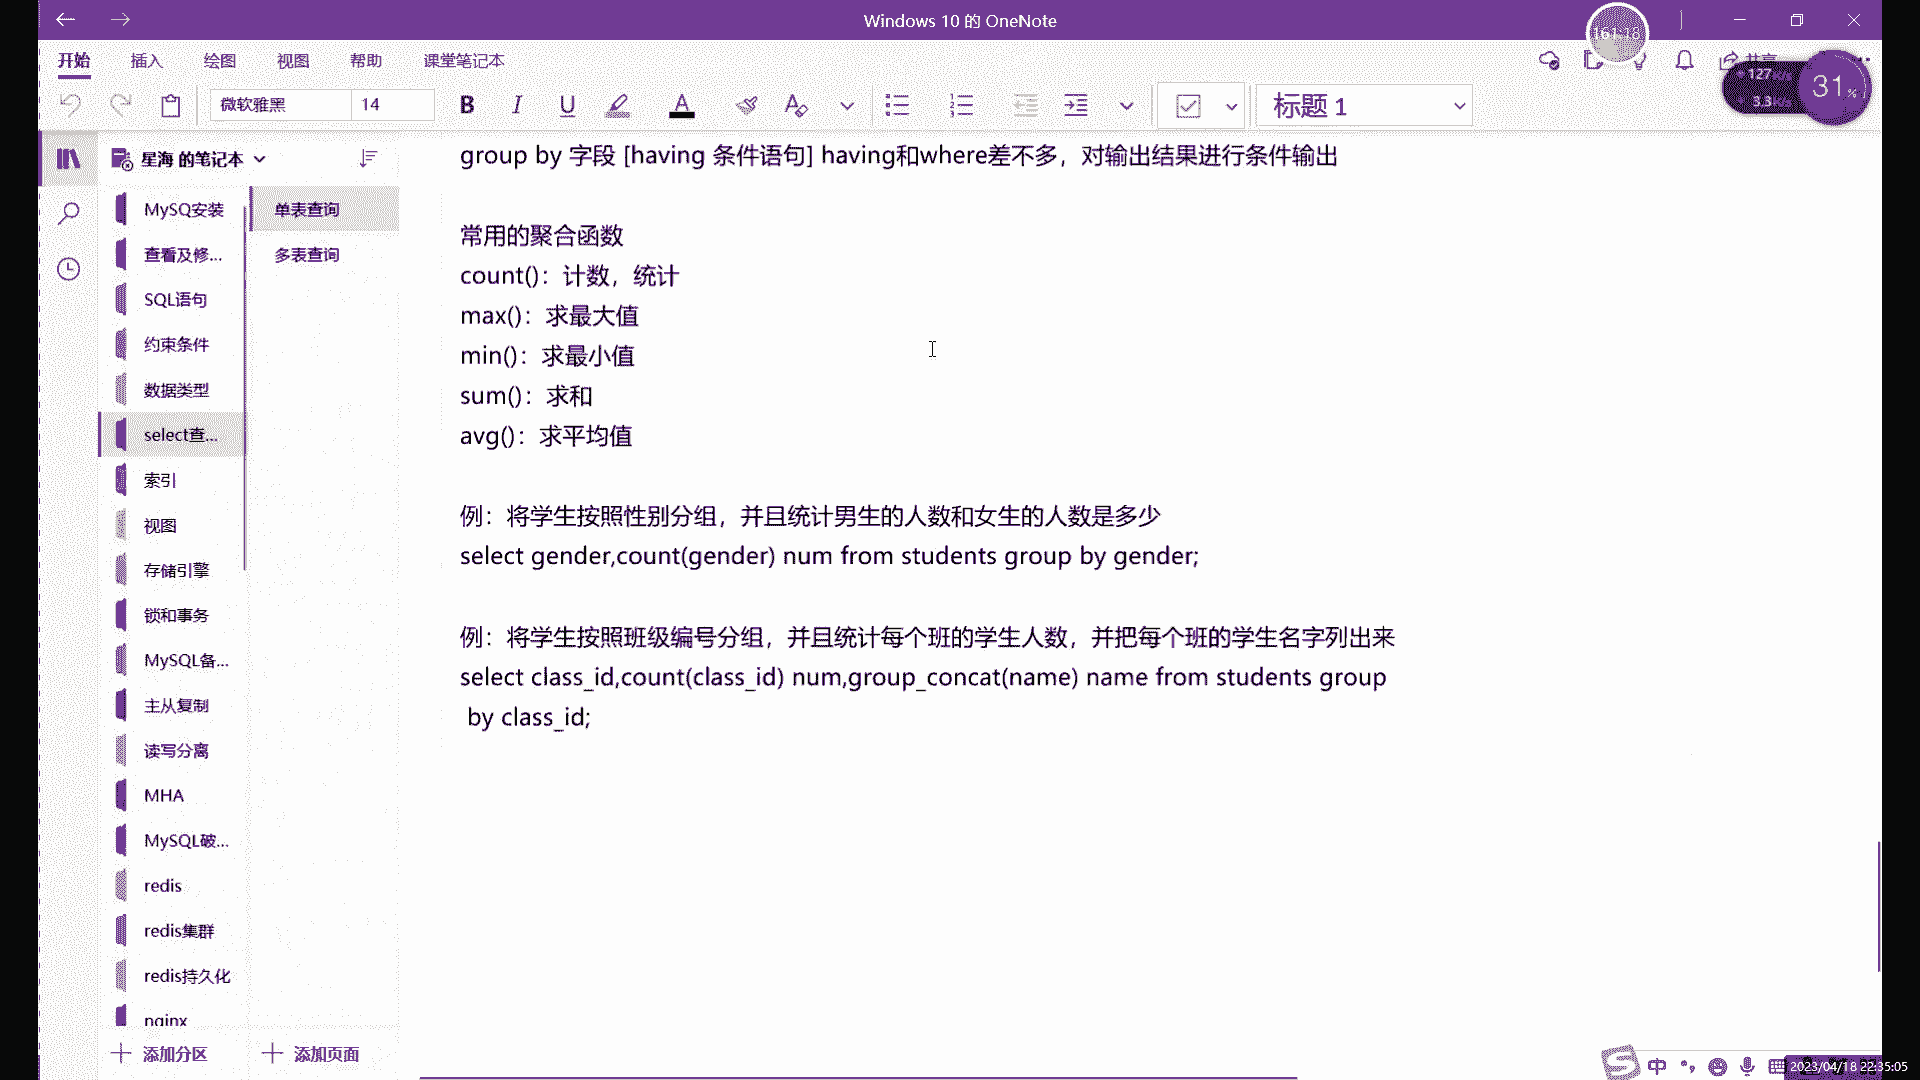 Windows 10 的 OneNote
开始 插入 绘图 视图 帮助 课堂笔记本
共享
127
3.3
31%
微软雅黑 14 B I U A 标题 1
星海 的笔记本
MySQ安装
查看及修...
SQL语句
约束条件
数据类型
select查...
索引
视图
存储引擎
锁和事务
MySQL备...
主从复制
读写分离
MHA
MySQL破...
redis
redis集群
redis持久化
nginx
添加分区
单表查询
多表查询
添加页面
group by 字段 [having 条件语句] having和where差不多，对输出结果进行条件输出
常用的聚合函数
count()：计数，统计
max()：求最大值
min()：求最小值
sum()：求和
avg()：求平均值
例：将学生按照性别分组，并且统计男生的人数和女生的人数是多少
select gender,count(gender) num from students group by gender;
例：将学生按照班级编号分组，并且统计每个班的学生人数，并把每个班的学生名字列出来
select class_id,count(class_id) num,group_concat(name) name from students group
by class_id;
中
2023/04/18 22:35:05